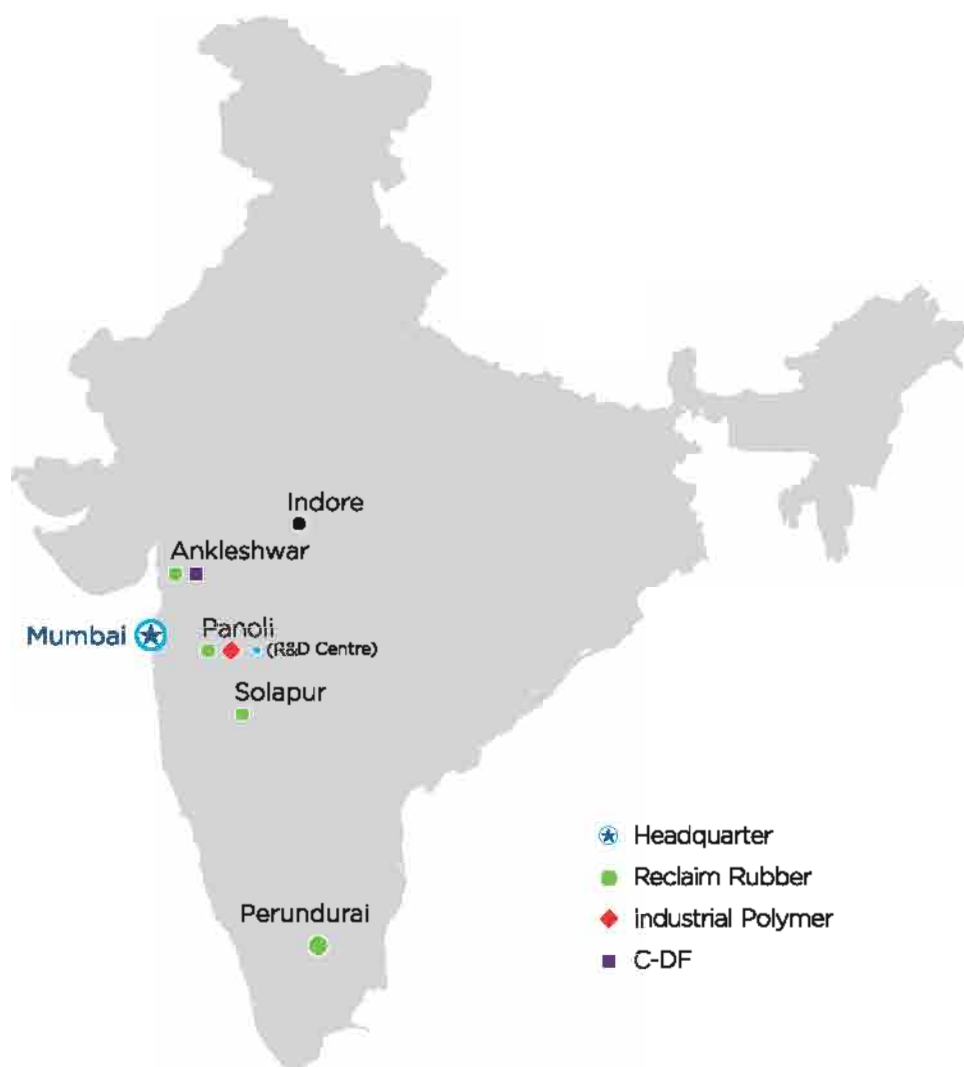 Indore
Ankleshwar
Mumbai
Panoli
(R&D Centre)
Solapur
Perundurai
Headquarter
Reclaim Rubber
industrial Polymer
C-DF